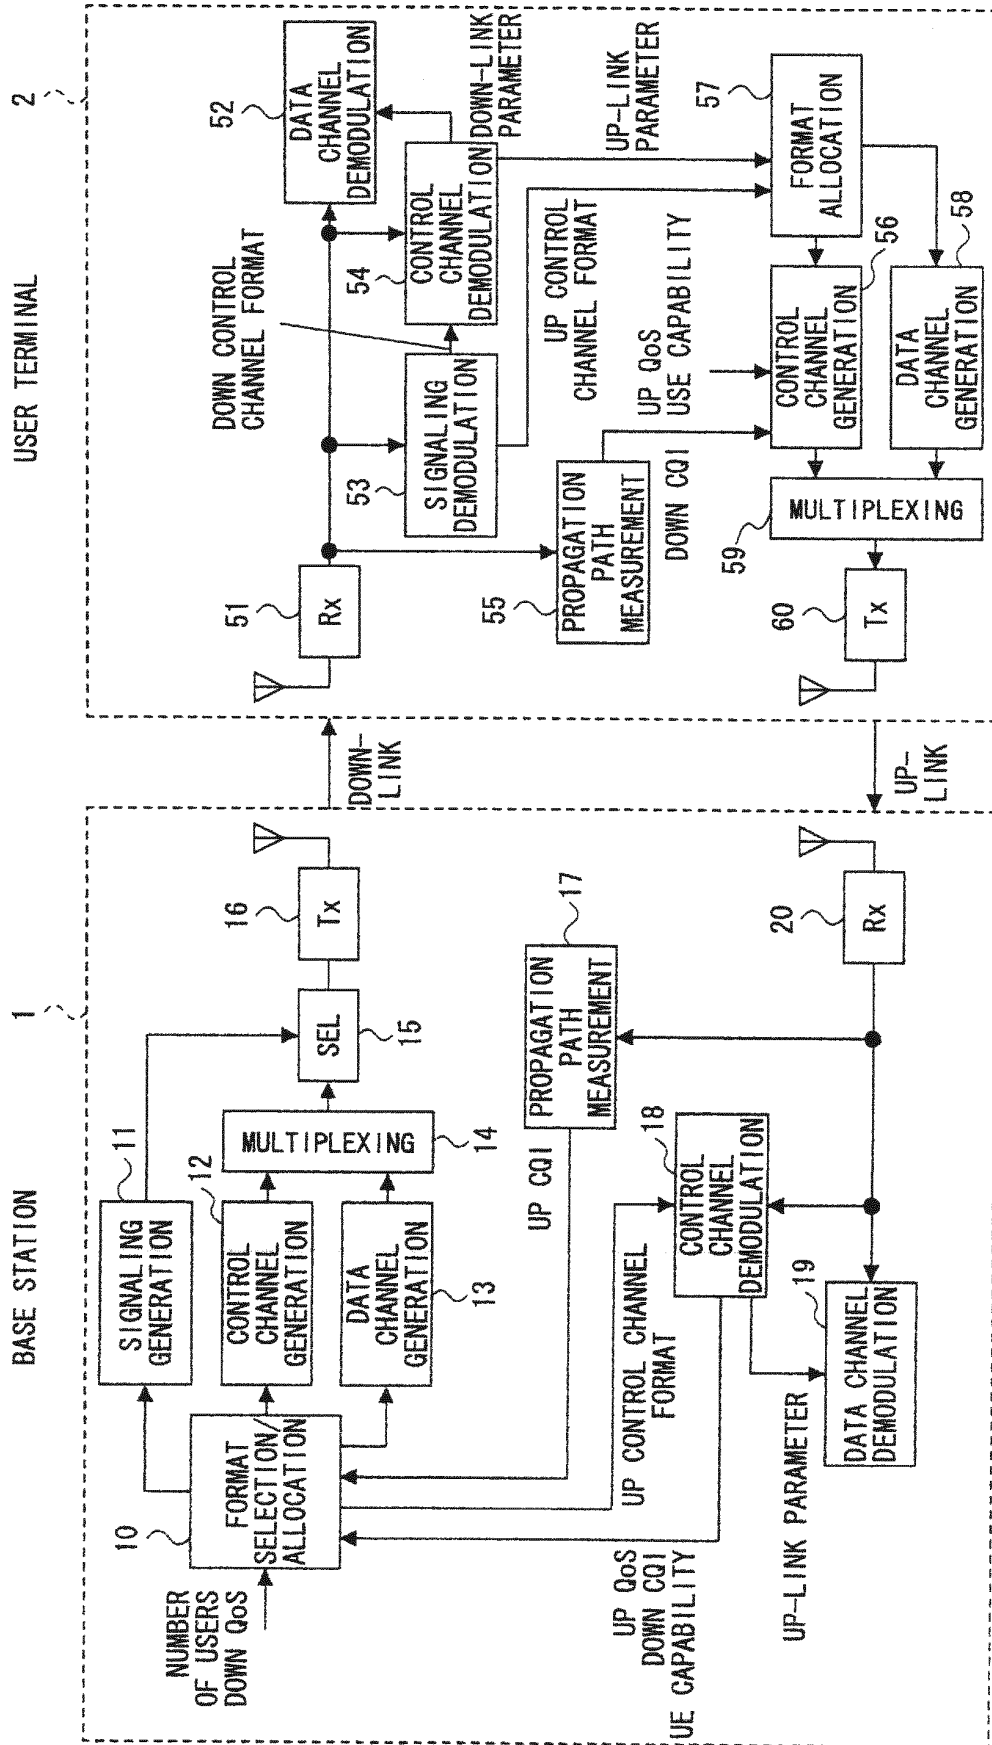 BASE STATION
1
NUMBER
OF USERS
DOWN QoS
10
FORMAT
SELECTION/
ALLOCATION
SIGNALING
GENERATION
11
CONTROL
CHANNEL
GENERATION
12
DATA
CHANNEL
GENERATION
13
MULTIPLEXING
14
SEL
15
Tx
16
PROPAGATION
PATH
MEASUREMENT
17
UP CQI
UP CONTROL CHANNEL
FORMAT
CONTROL
CHANNEL
DEMODULATION
18
UP QoS
DOWN CQI
UE CAPABILITY
UP-LINK PARAMETER
DATA CHANNEL
DEMODULATION
19
Rx
20
DOWN-
LINK
UP-
LINK
USER TERMINAL
2
51
Rx
DATA
CHANNEL
DEMODULATION
52
DOWN CONTROL
CHANNEL FORMAT
SIGNALING
DEMODULATION
53
CONTROL
CHANNEL
DEMODULATION
54
DOWN-LINK
PARAMETER
UP-LINK
PARAMETER
UP CONTROL
CHANNEL FORMAT
PROPAGATION
PATH
MEASUREMENT
55
DOWN CQI
UP QoS
USE CAPABILITY
FORMAT
ALLOCATION
57
CONTROL
CHANNEL
GENERATION
56
DATA
CHANNEL
GENERATION
58
MULTIPLEXING
59
Tx
60